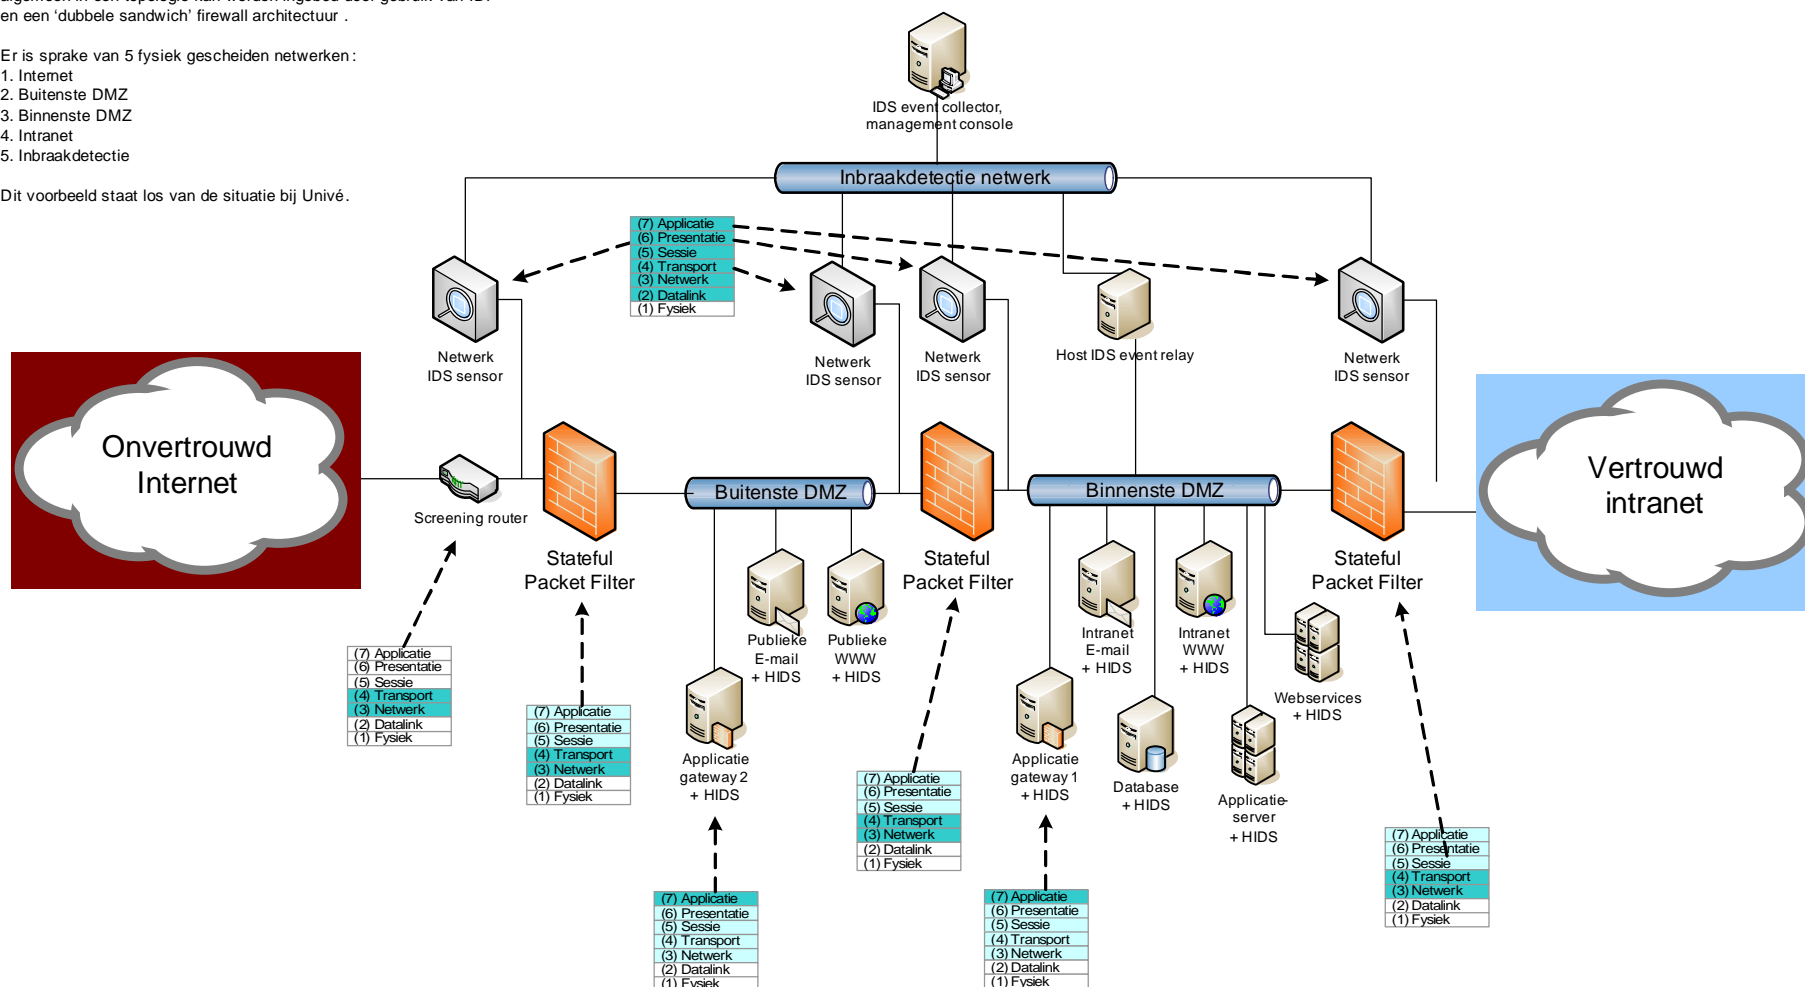 en een ‘dubbele sandwich’ firewall architectuur .
Er is sprake van 5 fysiek gescheiden netwerken :
1. Internet
2. Buitenste DMZ
3. Binnenste DMZ
4. Intranet
5. Inbraakdetectie
Dit voorbeeld staat los van de situatie bij Univé.
IDS event collector,
management console
Inbraakdetectie netwerk
(7) Applicatie
(6) Presentatie
(5) Sessie
(4) Transport
(3) Netwerk
(2) Datalink
(1) Fysiek
Netwerk
IDS sensor
Netwerk
IDS sensor
Netwerk
IDS sensor
Host IDS event relay
Netwerk
IDS sensor
Onvertrouwd
Internet
Screening router
Stateful
Packet Filter
Buitenste DMZ
Stateful
Packet Filter
Binnenste DMZ
Stateful
Packet Filter
Vertrouwd
intranet
Publieke
E-mail
+ HIDS
Publieke
WWW
+ HIDS
Intranet
E-mail
+ HIDS
Intranet
WWW
+ HIDS
Webservices
+ HIDS
Applicatie
gateway 2
+ HIDS
Applicatie
gateway 1
+ HIDS
Database
+ HIDS
Applicatie-
server
+ HIDS
(7) Applicatie
(6) Presentatie
(5) Sessie
(4) Transport
(3) Netwerk
(2) Datalink
(1) Fysiek
(7) Applicatie
(6) Presentatie
(5) Sessie
(4) Transport
(3) Netwerk
(2) Datalink
(1) Fysiek
(7) Applicatie
(6) Presentatie
(5) Sessie
(4) Transport
(3) Netwerk
(2) Datalink
(1) Fysiek
(7) Applicatie
(6) Presentatie
(5) Sessie
(4) Transport
(3) Netwerk
(2) Datalink
(1) Fysiek
(7) Applicatie
(6) Presentatie
(5) Sessie
(4) Transport
(3) Netwerk
(2) Datalink
(1) Fysiek
(7) Applicatie
(6) Presentatie
(5) Sessie
(4) Transport
(3) Netwerk
(2) Datalink
(1) Fysiek